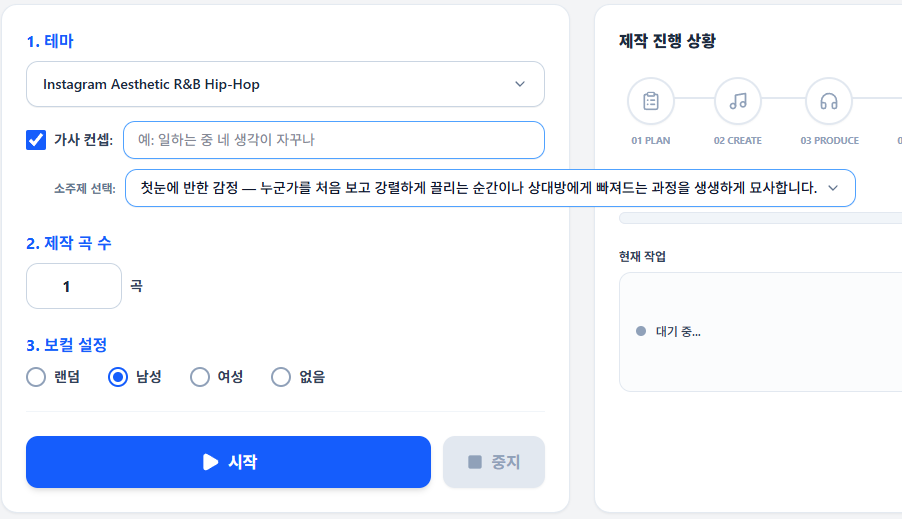 1. 테마
Instagram Aesthetic R&B Hip-Hop
가사 컨셉:
예: 일하는 중 네 생각이 자꾸나
소주제 선택:
첫눈에 반한 감정 — 누군가를 처음 보고 강렬하게 끌리는 순간이나 상대방에게 빠져드는 과정을 생생하게 묘사합니다.
2. 제작 곡 수
1 곡
3. 보컬 설정
랜덤 남성 여성 없음
시작 중지
제작 진행 상황
01 PLAN 02 CREATE 03 PRODUCE
현재 작업
대기 중...